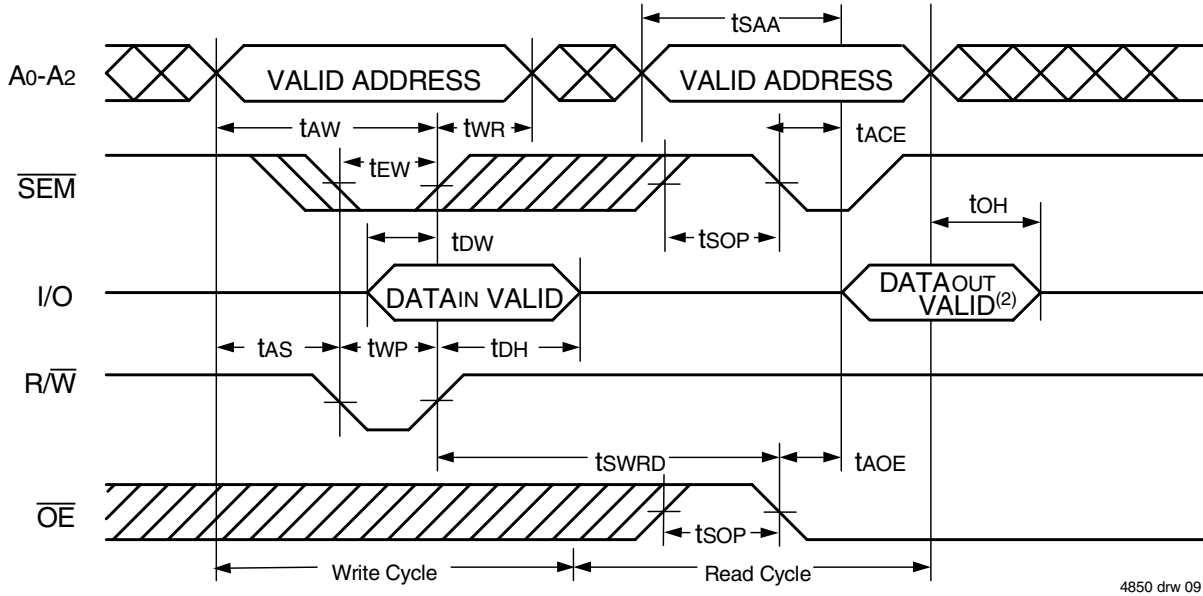 tSAA
A0-A2
VALID ADDRESS
VALID ADDRESS
tAW
tWR
tACE
tEW
SEM
tSOP
tOH
tDW
I/O
DATAIN VALID
DATAOUT
VALID(2)
tAS
tWP
tDH
R/W
tSWRD
tAOE
OE
tSOP
Write Cycle
Read Cycle
4850 drw 09